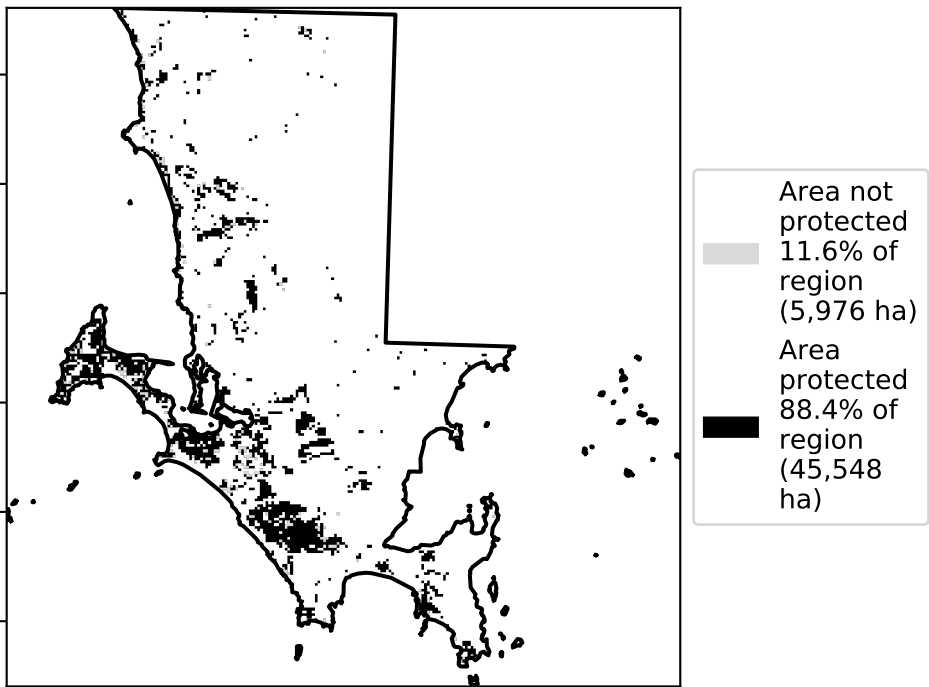 Area not
protected
11.6% of
region
(5,976 ha)
Area
protected
88.4% of
region
(45,548
ha)